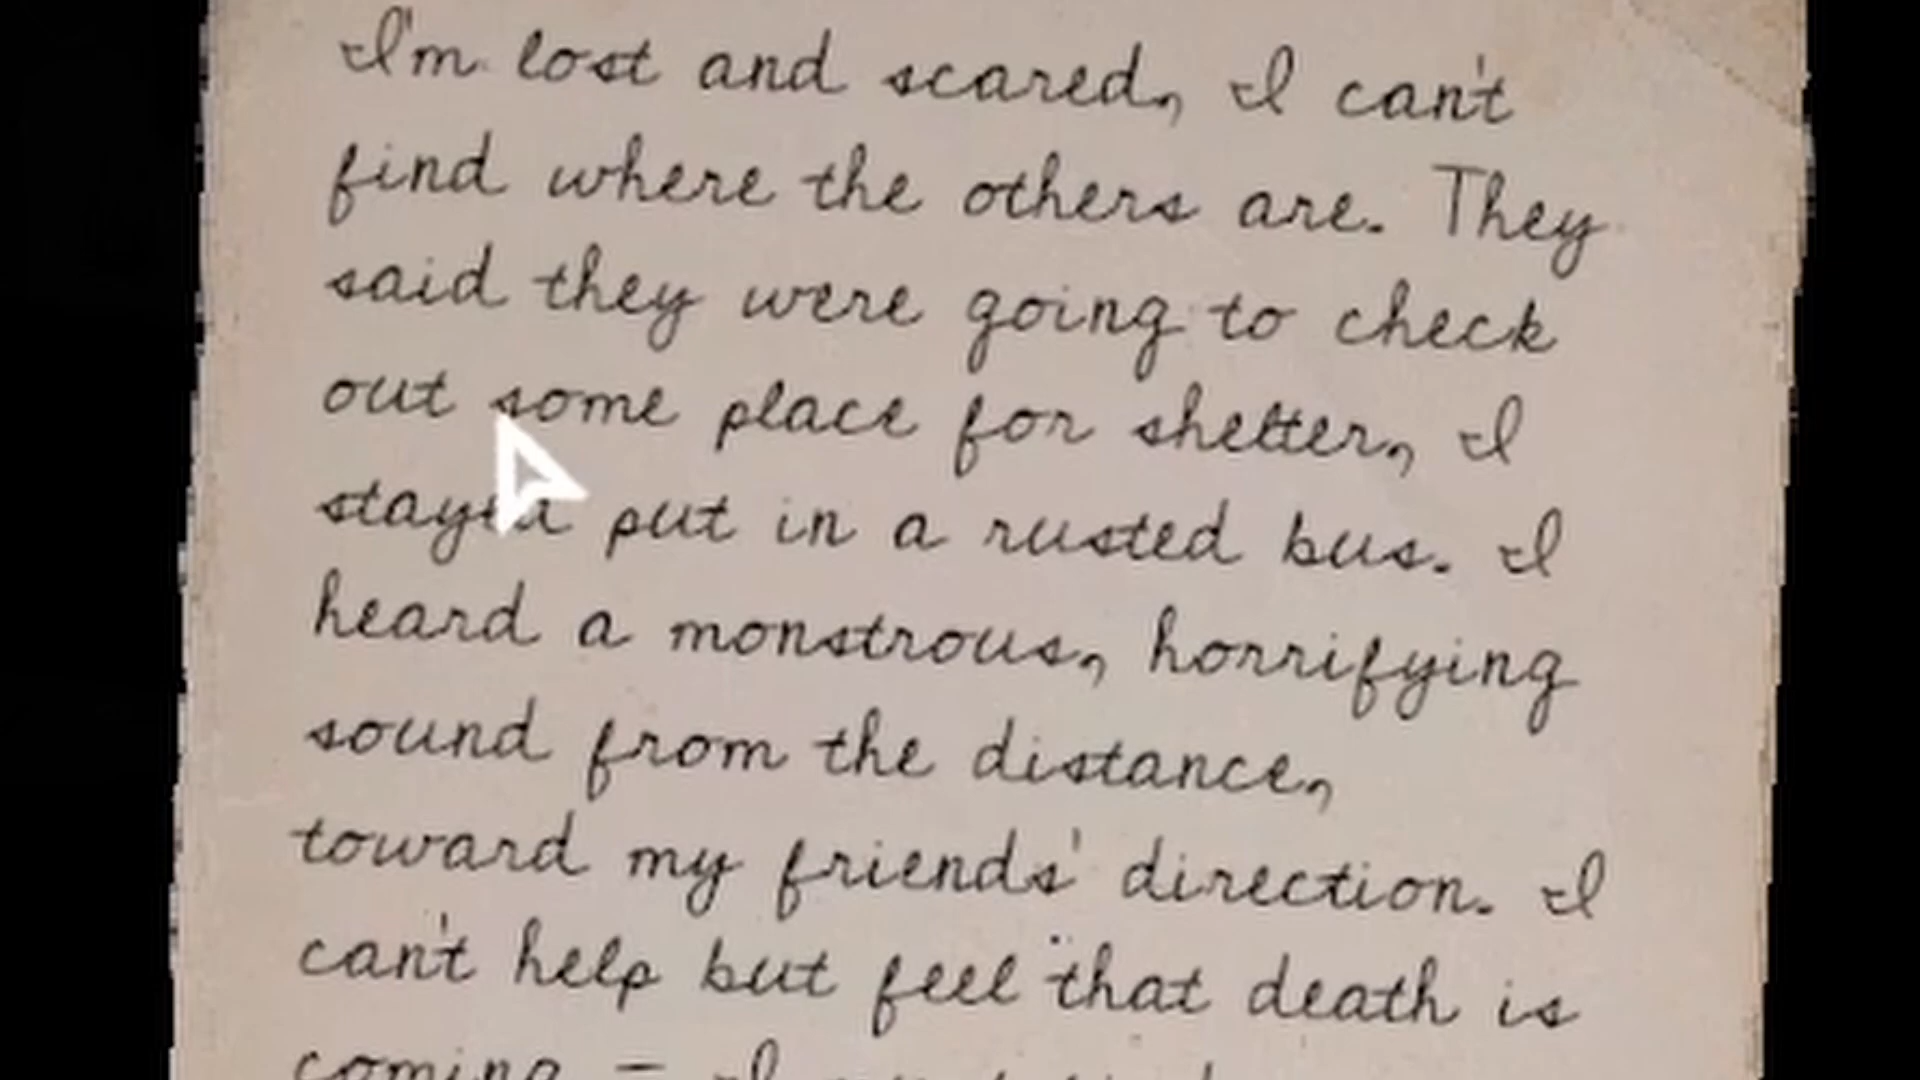 I'm lost and scared, I can't
find where the others are. They
said they were going to check
out some place for shelter, I
stayed put in a rusted bus. I
heard a monstrous, horrifying
sound from the distance,
toward my friends' direction. I
can't help but feel that death is
coming - I